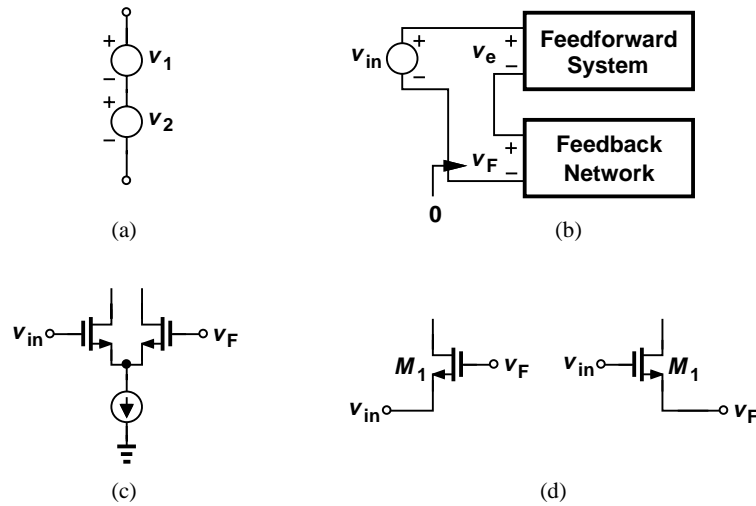 +
v1
−
+
v2
−
(a)
vin
+
−
ve
+
−
Feedforward
System
+
−
vF
Feedback
Network
0
(b)
vin
vF
(c)
M1
vF
vin
vin
M1
vF
(d)